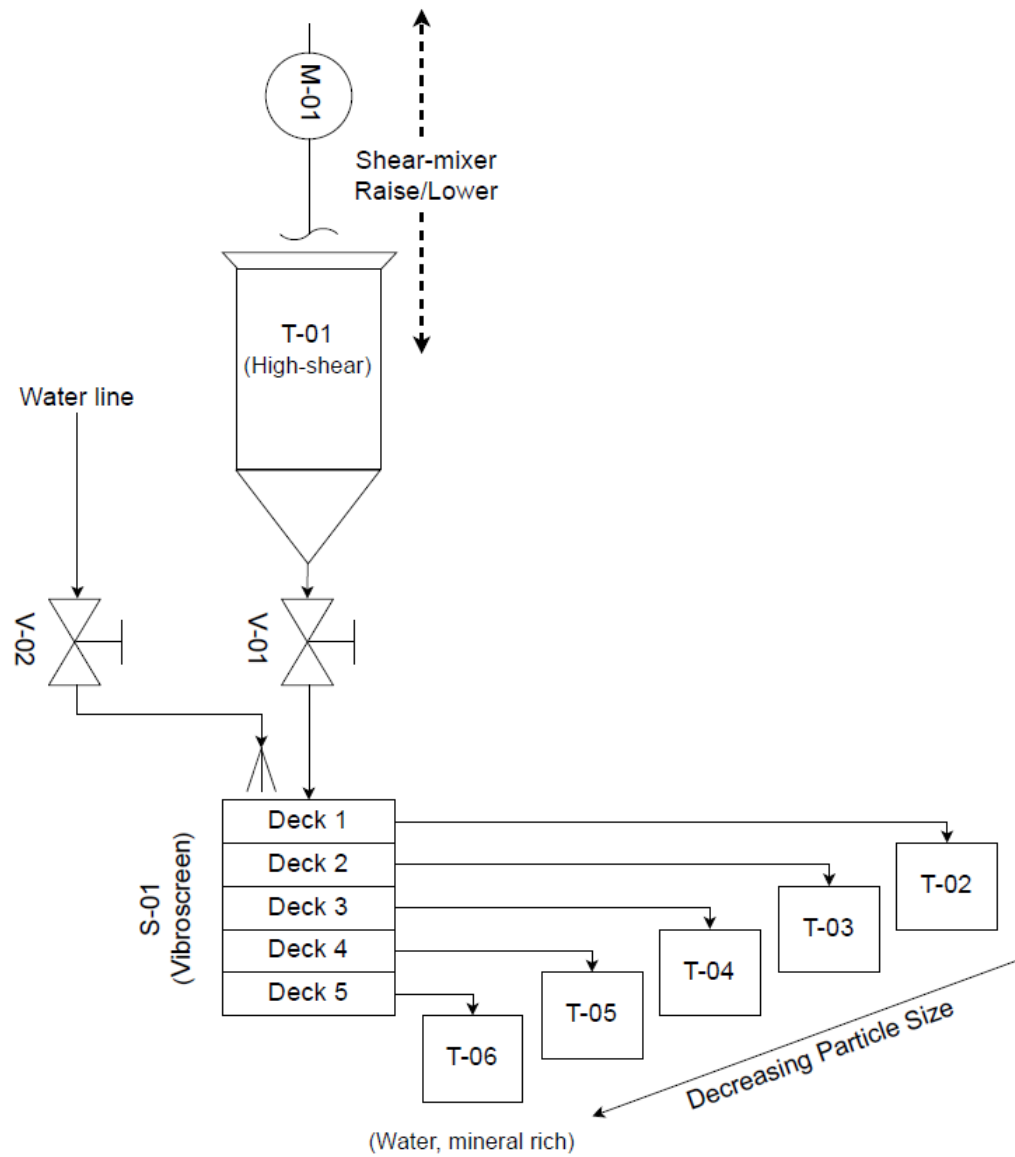 M-01
Shear-mixer
Raise/Lower
T-01
(High-shear)
Water line
V-02
V-01
S-01
(Vibroscreen)
Deck 1
Deck 2
Deck 3
Deck 4
Deck 5
T-02
T-03
T-04
T-05
T-06
Decreasing Particle Size
(Water, mineral rich)